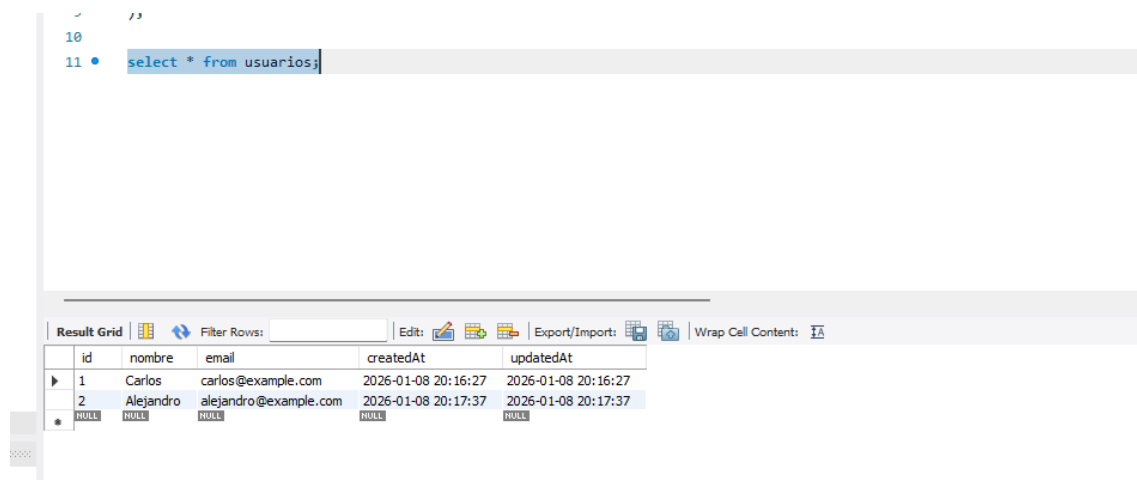 10
11 select * from usuarios;
Result Grid Filter Rows: Edit: Export/Import: Wrap Cell Content: IA
id nombre email createdAt updatedAt
1 Carlos carlos@example.com 2026-01-08 20:16:27 2026-01-08 20:16:27
2 Alejandro alejandro@example.com 2026-01-08 20:17:37 2026-01-08 20:17:37
NULL NULL NULL NULL NULL